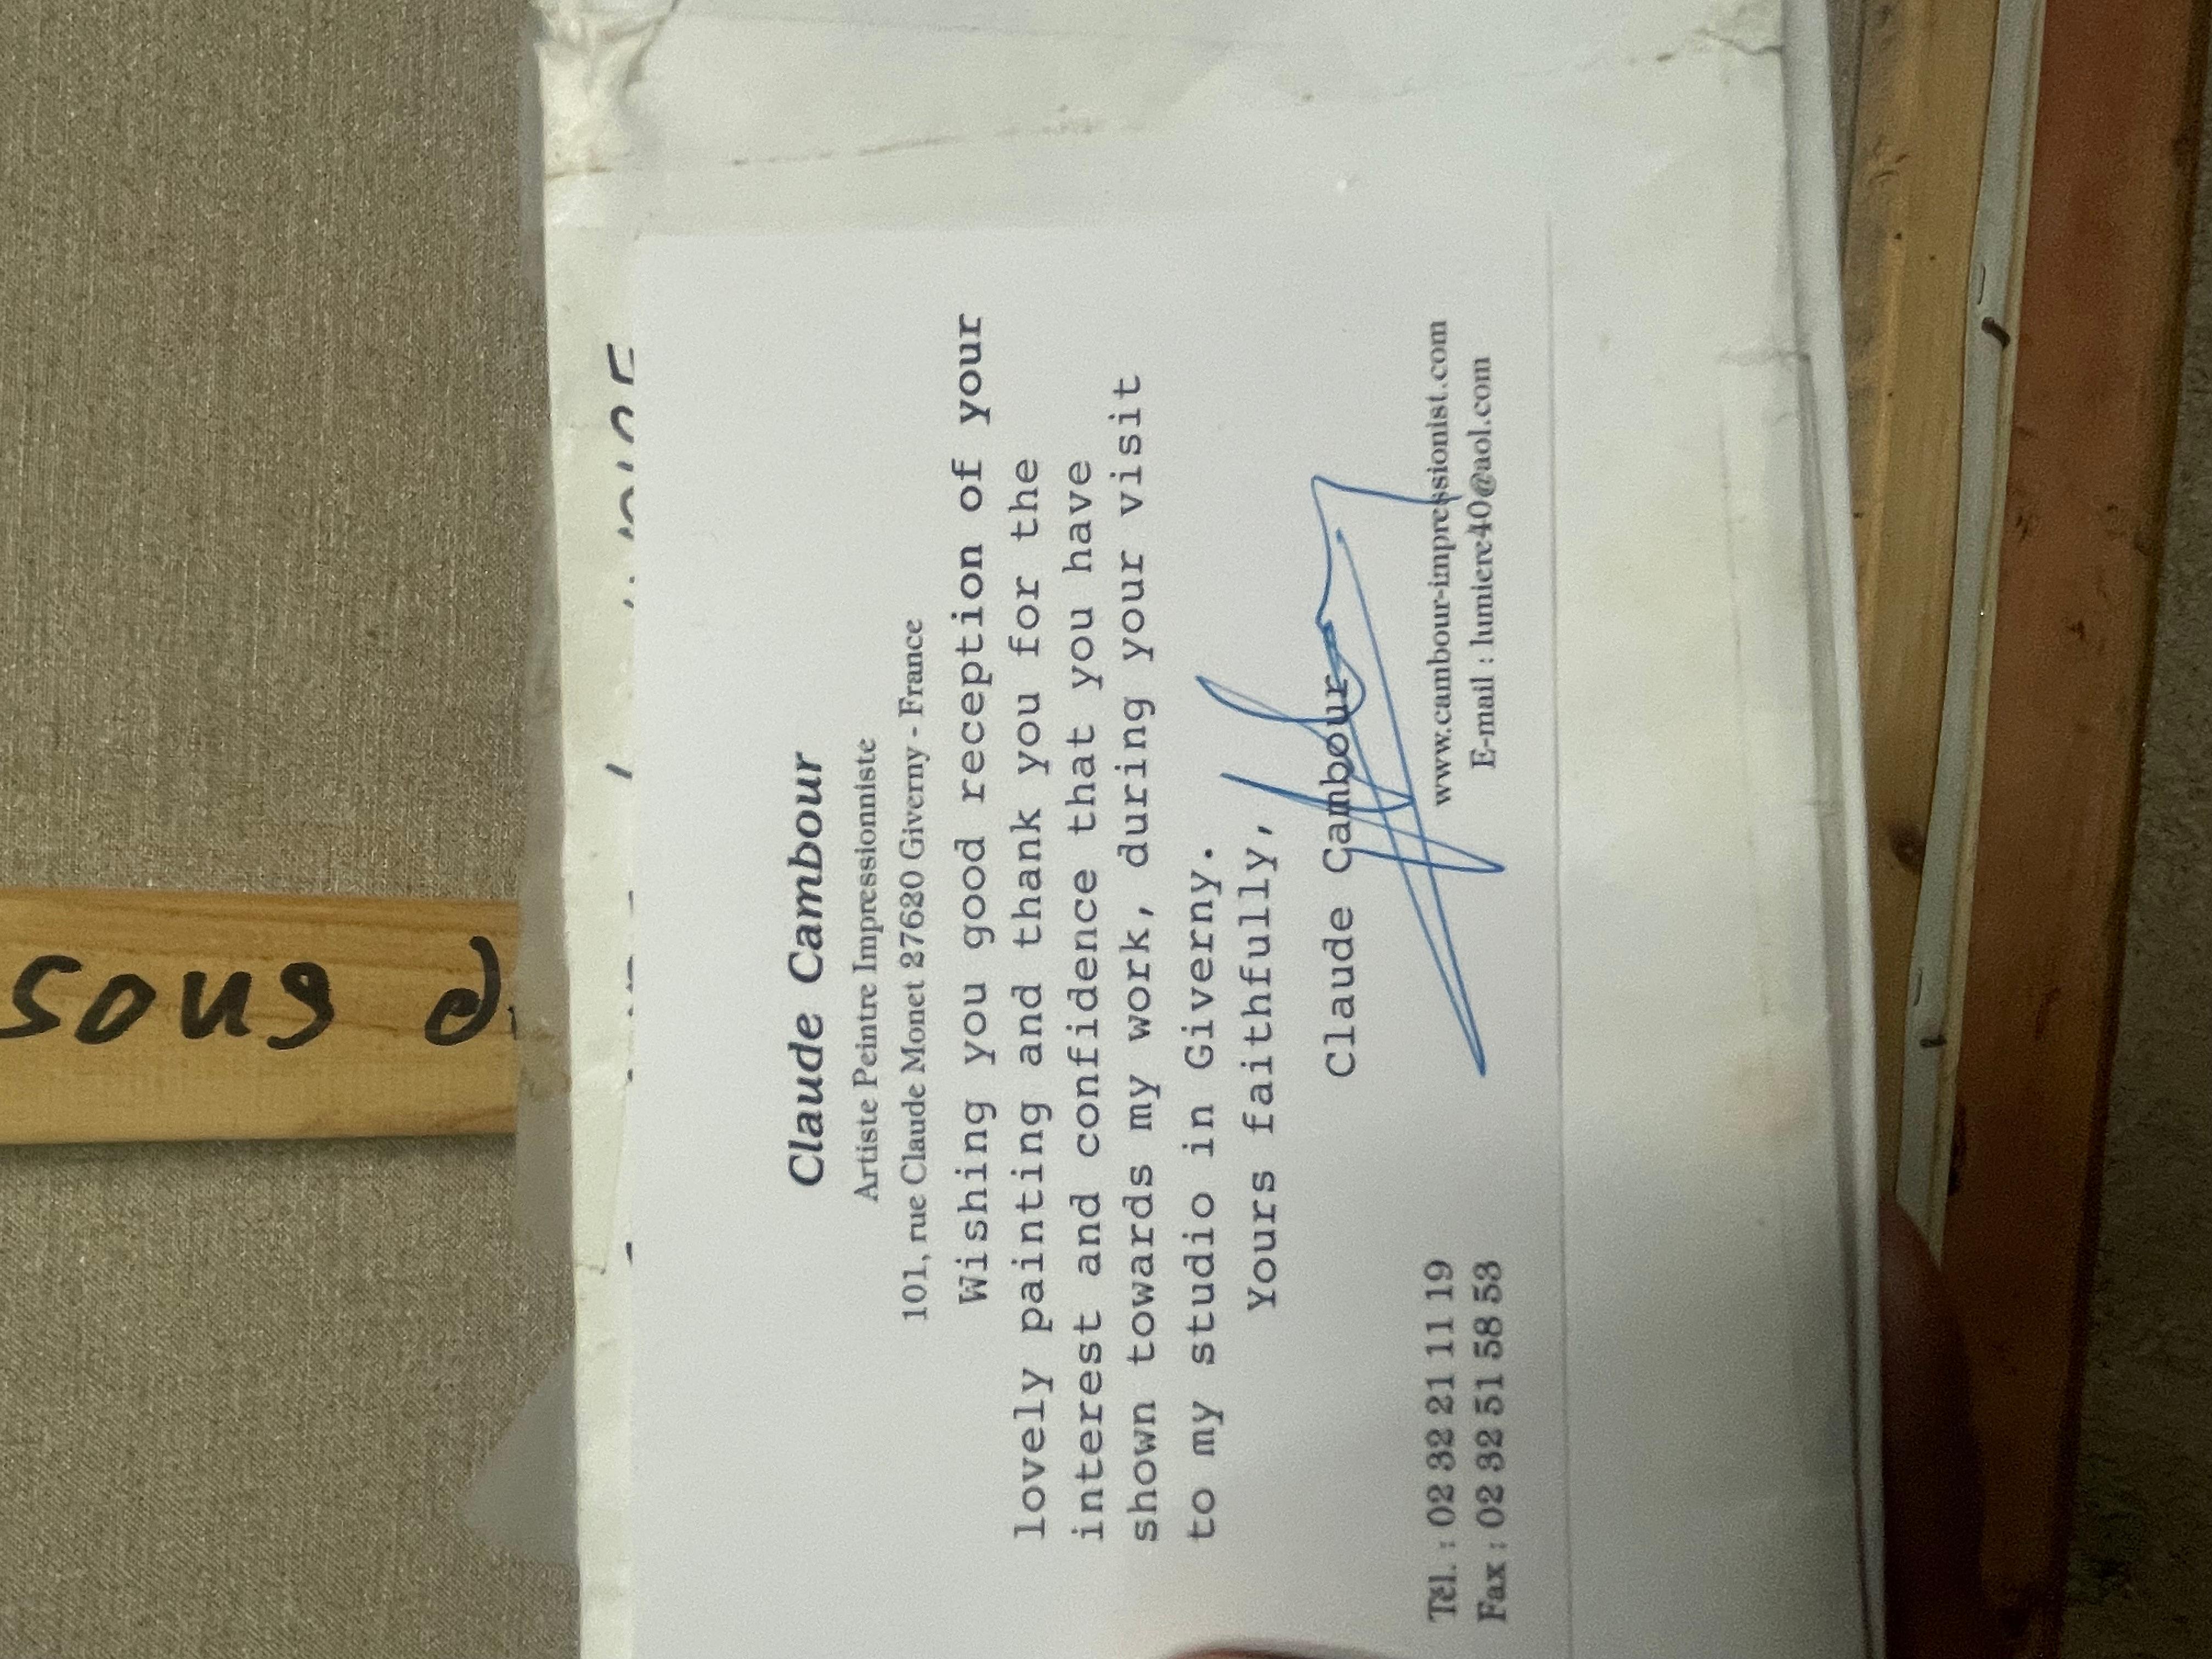 sous d
Claude Cambour
Artiste Peintre Impressionniste
101, rue Claude Monet 27620 Giverny - France
Wishing you good reception of your
lovely painting and thank you for the
interest and confidence that you have
shown towards my work, during your visit
to my studio in Giverny.
Yours faithfully,
Claude Cambour
Tél. : 02 32 21 11 19
Fax : 02 32 51 58 53
www.cambour-impressionist.com
E-mail : lumiere40@aol.com